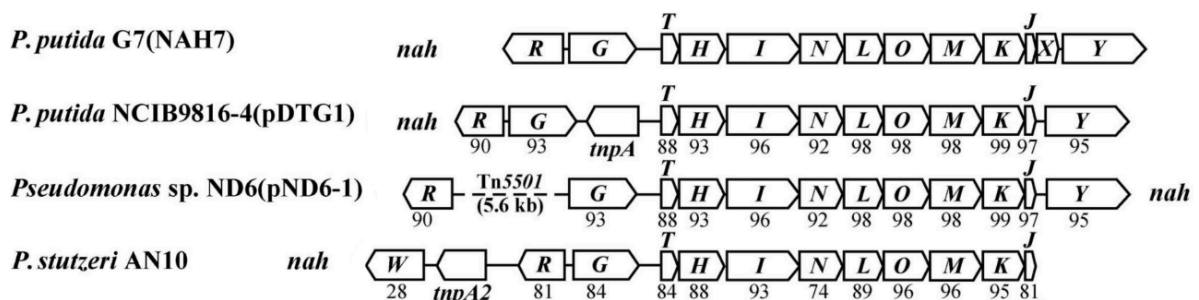 T J
P. putida G7(NAH7) nah R G H I N L O M K X Y
T J
P. putida NCIB9816-4(pDTG1) nah R G tnpA H I N L O M K Y
90 93 88 93 96 92 98 98 98 99 97 95
T J
Pseudomonas sp. ND6(pND6-1) R Tn5501 (5.6 kb) G H I N L O M K Y nah
90 93 88 93 96 92 98 98 98 99 97 95
T J
P. stutzeri AN10 nah W tnpA2 R G H I N L O M K
28 81 84 84 88 93 74 89 96 96 95 81